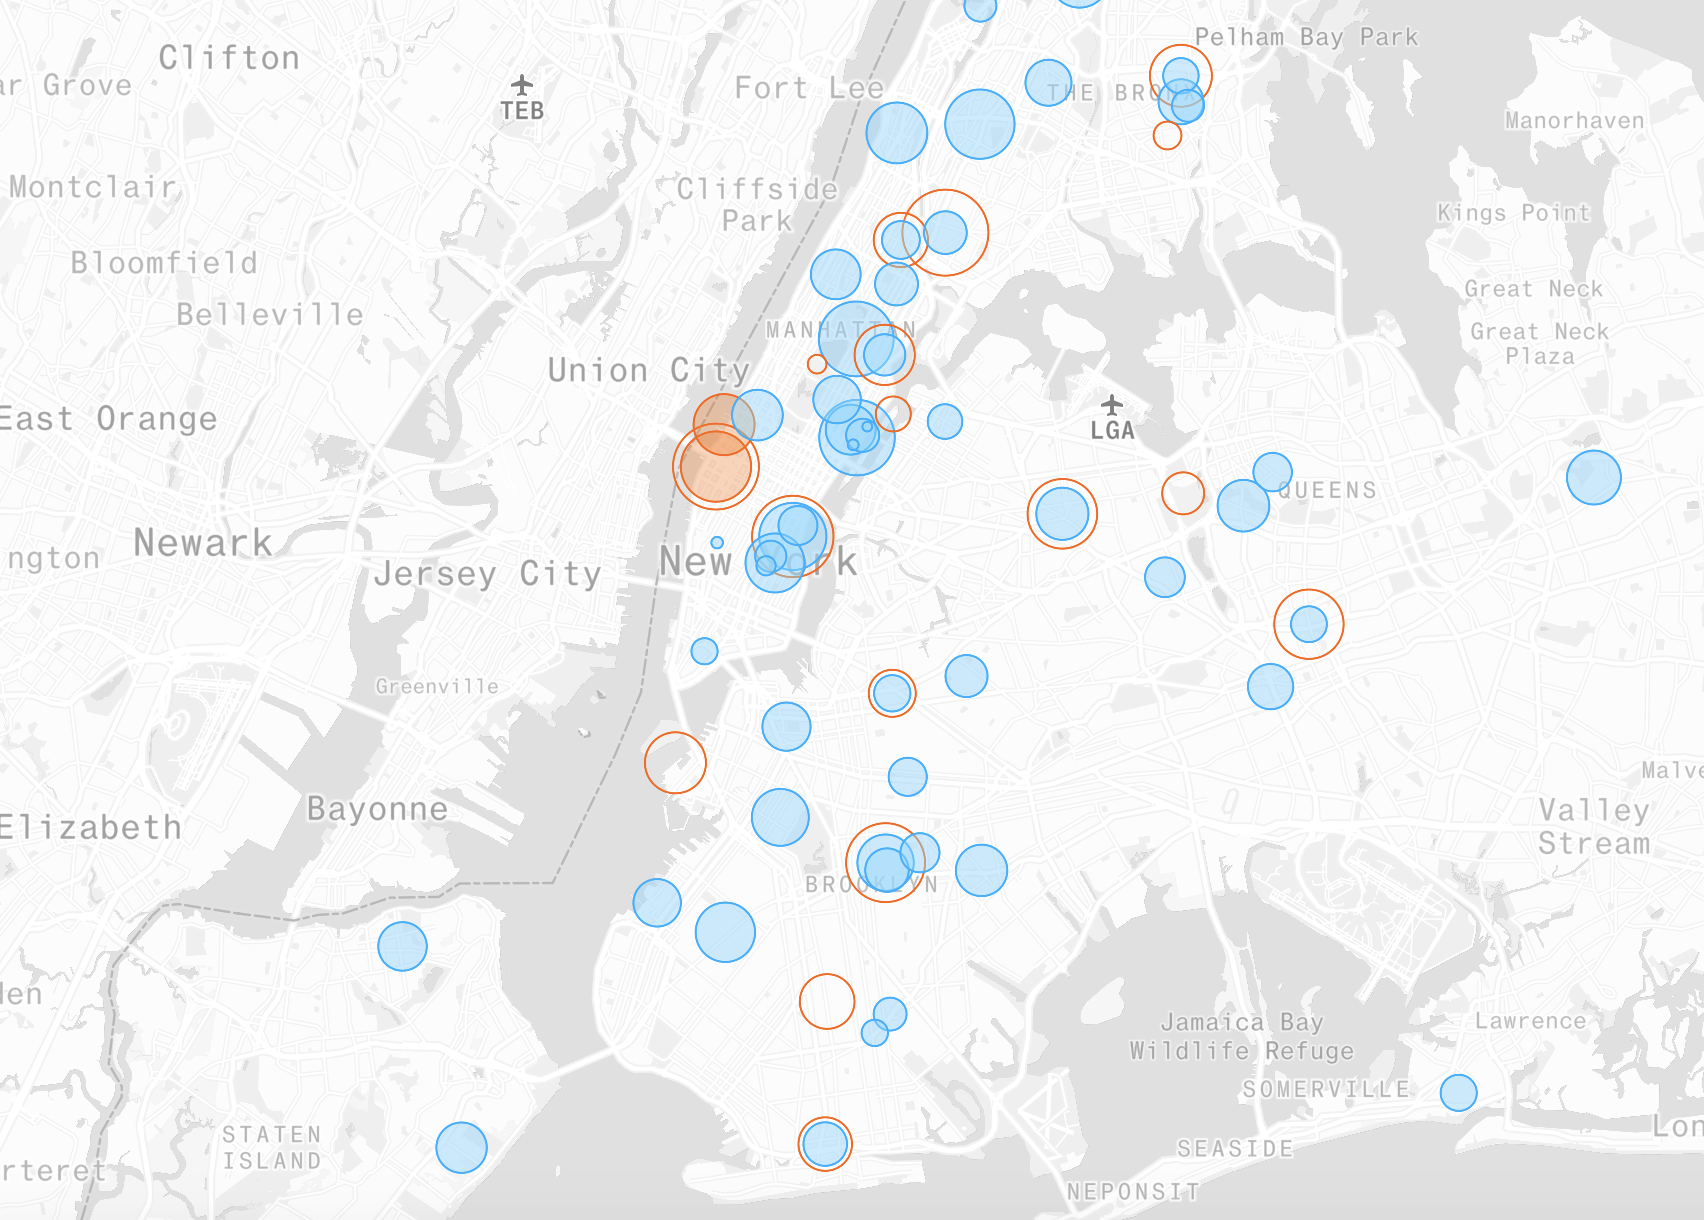 Clifton
ar Grove
TEB
Fort Lee
Pelham Bay Park
THE BRONX
Manorhaven
Montclair
Cliffside
Park
Kings Point
Bloomfield
Belleville
MANHATTAN
Great Neck
Great Neck
Plaza
Union City
East Orange
LGA
QUEENS
Newark
ngton
Jersey City
New York
Greenville
Bayonne
Elizabeth
Malve
Valley
Stream
BROOKLYN
den
Jamaica Bay
Wildlife Refuge
Lawrence
SOMERVILLE
STATEN
ISLAND
SEASIDE
Lon
rteret
NEPONSIT